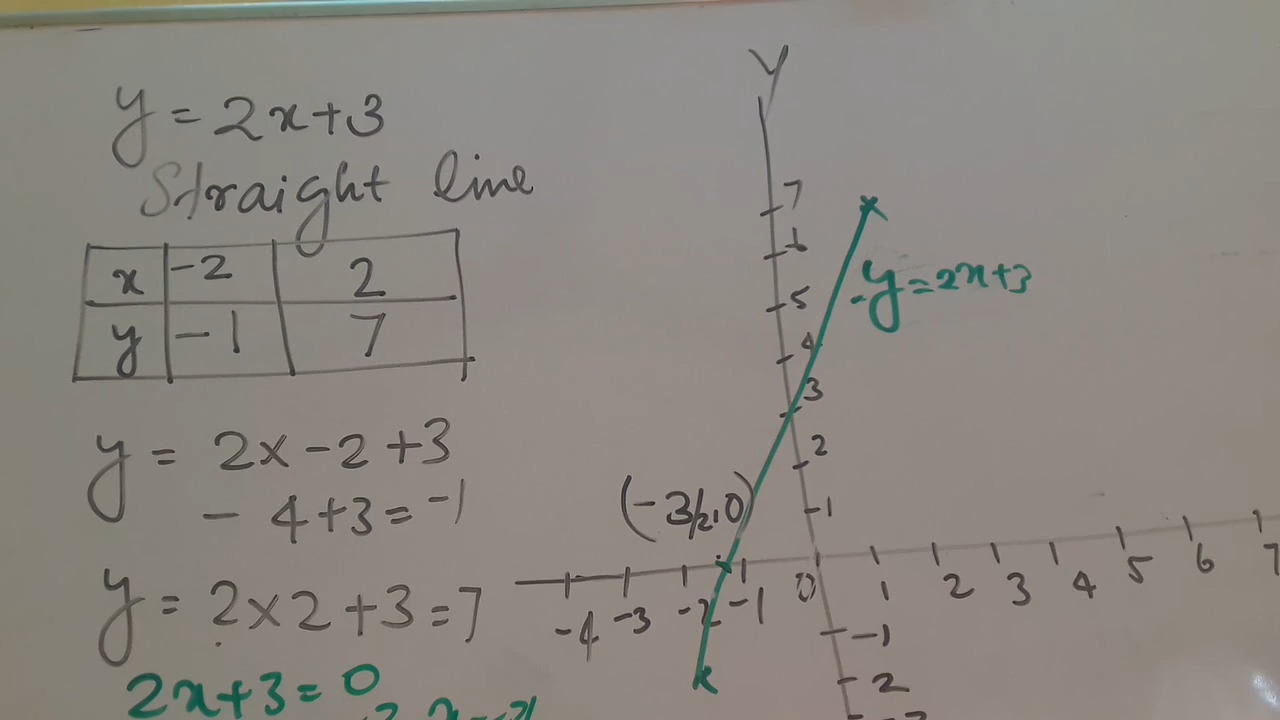 y = 2x+3
Straight line
x -2 2
y -1 7
y = 2x-2+3
- 4+3=-1
y = 2×2+3=7
2x+3=0
Y
7
6
5
4
3
2
1
y=2x+3
(-3/2,0)
-4 -3 -2 -1 0 1 2 3 4 5 6 7
-1
-2